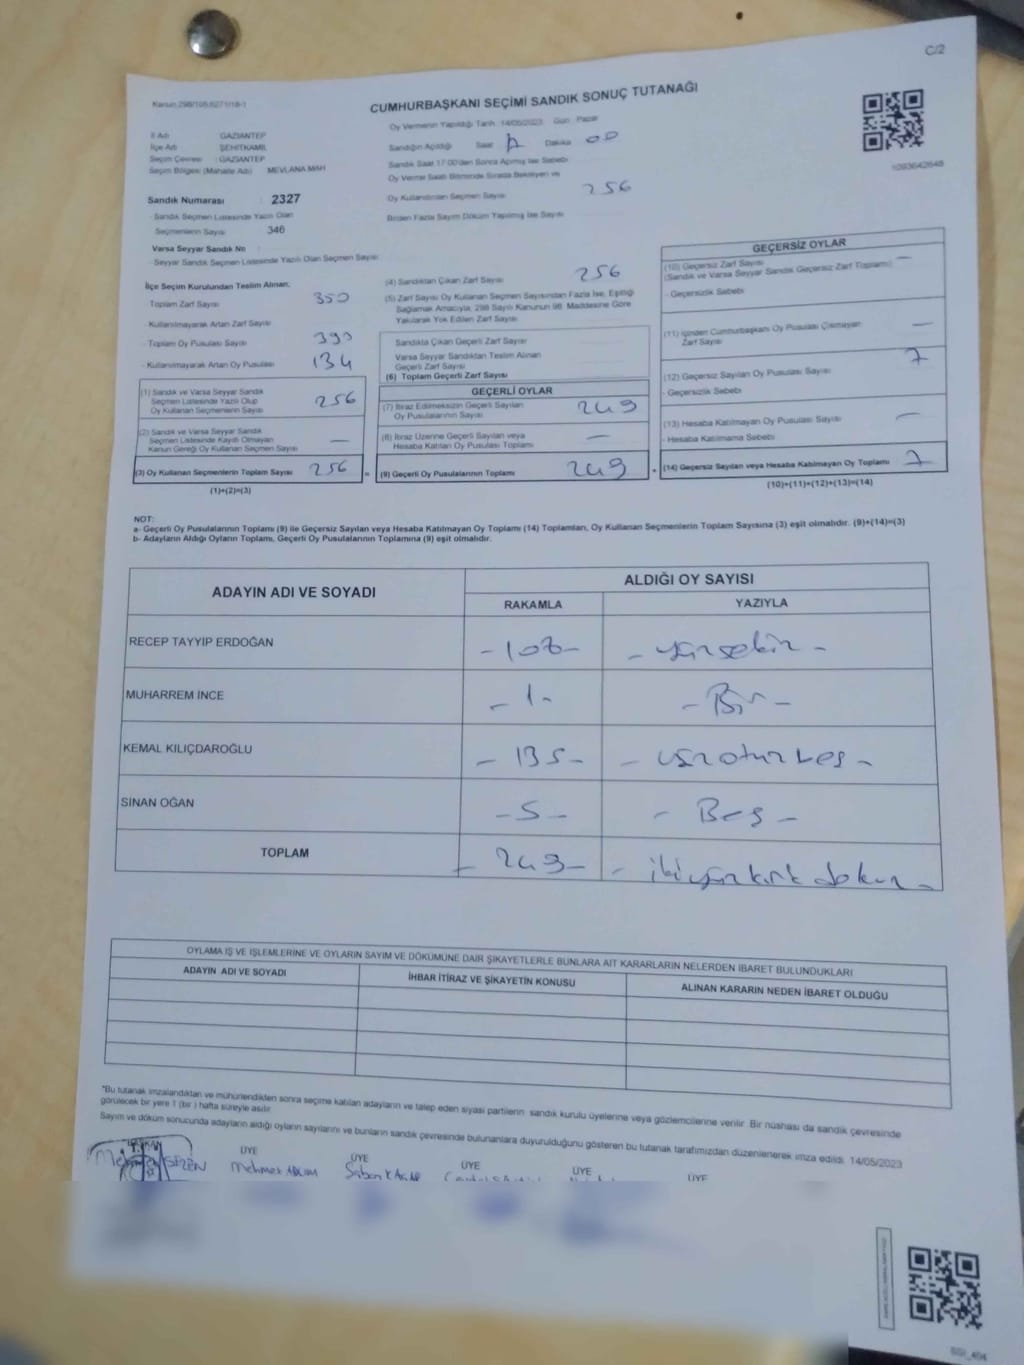 C/2
Kanun:298/105;6271/18-1
CUMHURBAŞKANI SEÇİMİ SANDIK SONUÇ TUTANAĞI
İl Adı : GAZİANTEP
İlçe Adı : ŞEHİTKAMİL
Seçim Çevresi : GAZİANTEP
Seçim Bölgesi (Mahalle Adı) MEVLANA MAH
Sandık Numarası : 2327
- Sandık Seçmen Listesinde Yazılı Olan
Seçmenlerin Sayısı 346
Varsa Seyyar Sandık No :
- Seyyar Sandık Seçmen Listesinde Yazılı Olan Seçmen Sayısı
Oy Vermenin Yapıldığı Tarih :14/05/2023 Gün : Pazar
Sandığın Açıldığı Saat Dakika 00
Sandık Saat 17:00'den Sonra Açılmış İse Sebebi
Oy Verme Saati Bitiminde Sırada Bekleyen ve
Oy Kullandırılan Seçmen Sayısı 256
Birden Fazla Sayım Döküm Yapılmış İse Sayısı
İlçe Seçim Kurulundan Teslim Alınan;
- Toplam Zarf Sayısı 350
- Kullanılmayarak Artan Zarf Sayısı
- Toplam Oy Pusulası Sayısı 390
- Kullanılmayarak Artan Oy Pusulası 134
(1) Sandık ve Varsa Seyyar Sandık
Seçmen Listesinde Yazılı Olup
Oy Kullanan Seçmenlerin Sayısı 256
(2) Sandık ve Varsa Seyyar Sandık
Seçmen Listesinde Kayıtlı Olmayan
Kanun Gereği Oy Kullanan Seçmen Sayısı —
(3) Oy Kullanan Seçmenlerin Toplam Sayısı 256 =
(1)+(2)=(3)
(4) Sandıktan Çıkan Zarf Sayısı 256
(5) Zarf Sayısı Oy Kullanan Seçmen Sayısından Fazla İse, Eşitliği
Sağlamak Amacıyla, 298 Sayılı Kanunun 98. Maddesine Göre
Yakılarak Yok Edilen Zarf Sayısı
Sandıkta Çıkan Geçerli Zarf Sayısı
Varsa Seyyar Sandıktan Teslim Alınan
Geçerli Zarf Sayısı
(6) Toplam Geçerli Zarf Sayısı
GEÇERLİ OYLAR
(7) İtiraz Edilmeksizin Geçerli Sayılan
Oy Pusulalarının Sayısı 249
(8) İtiraz Üzerine Geçerli Sayılan veya
Hesaba Katılan Oy Pusulası Toplamı —
(9) Geçerli Oy Pusulalarının Toplamı 249 +
GEÇERSİZ OYLAR
(10) Geçersiz Zarf Sayısı —
(Sandık ve Varsa Seyyar Sandık Geçersiz Zarf Toplamı)
- Geçersizlik Sebebi
(11) İçinden Cumhurbaşkanı Oy Pusulası Çıkmayan
Zarf Sayısı —
(12) Geçersiz Sayılan Oy Pusulası Sayısı 7
- Geçersizlik Sebebi
(13) Hesaba Katılmayan Oy Pusulası Sayısı —
- Hesaba Katılmama Sebebi
(14) Geçersiz Sayılan veya Hesaba Katılmayan Oy Toplamı 7
(10)+(11)+(12)+(13)=(14)
NOT:
a- Geçerli Oy Pusulalarının Toplamı (9) ile Geçersiz Sayılan veya Hesaba Katılmayan Oy Toplamı (14) Toplamları, Oy Kullanan Seçmenlerin Toplam Sayısına (3) eşit olmalıdır. (9)+(14)=(3)
b- Adayların Aldığı Oyların Toplamı, Geçerli Oy Pusulalarının Toplamına (9) eşit olmalıdır.
ADAYIN ADI VE SOYADI ALDIĞI OY SAYISI
RAKAMLA YAZIYLA
RECEP TAYYIP ERDOĞAN - 108 - - yüzsekiz -
MUHARREM İNCE - 1 - - Bir -
KEMAL KILIÇDAROĞLU - 135 - - yüzotuzbeş -
SİNAN OĞAN - 5 - - Beş -
TOPLAM - 249 - - ikiyüzkırkdokuz -
OYLAMA İŞ VE İŞLEMLERİNE VE OYLARIN SAYIM VE DÖKÜMÜNE DAİR ŞİKAYETLERLE BUNLARA AİT KARARLARIN NELERDEN İBARET BULUNDUKLARI
ADAYIN ADI VE SOYADI İHBAR İTİRAZ VE ŞİKAYETİN KONUSU ALINAN KARARIN NEDEN İBARET OLDUĞU
*Bu tutanak imzalandıktan ve mühürlendikten sonra seçime katılan adayların ve talep eden siyasi partilerin sandık kurulu üyelerine veya gözlemcilerine verilir. Bir nüshası da sandık çevresinde
görülecek bir yere 1 (bir ) hafta süreyle asılır.
Sayım ve döküm sonucunda adayların aldığı oyların sayılarını ve bunların sandık çevresinde bulunanlara duyurulduğunu gösteren bu tutanak tarafımızdan düzenlenerek imza edildi. 14/05/2023
BAŞKAN ÜYE ÜYE ÜYE ÜYE ÜYE
Mehmet Mehmet